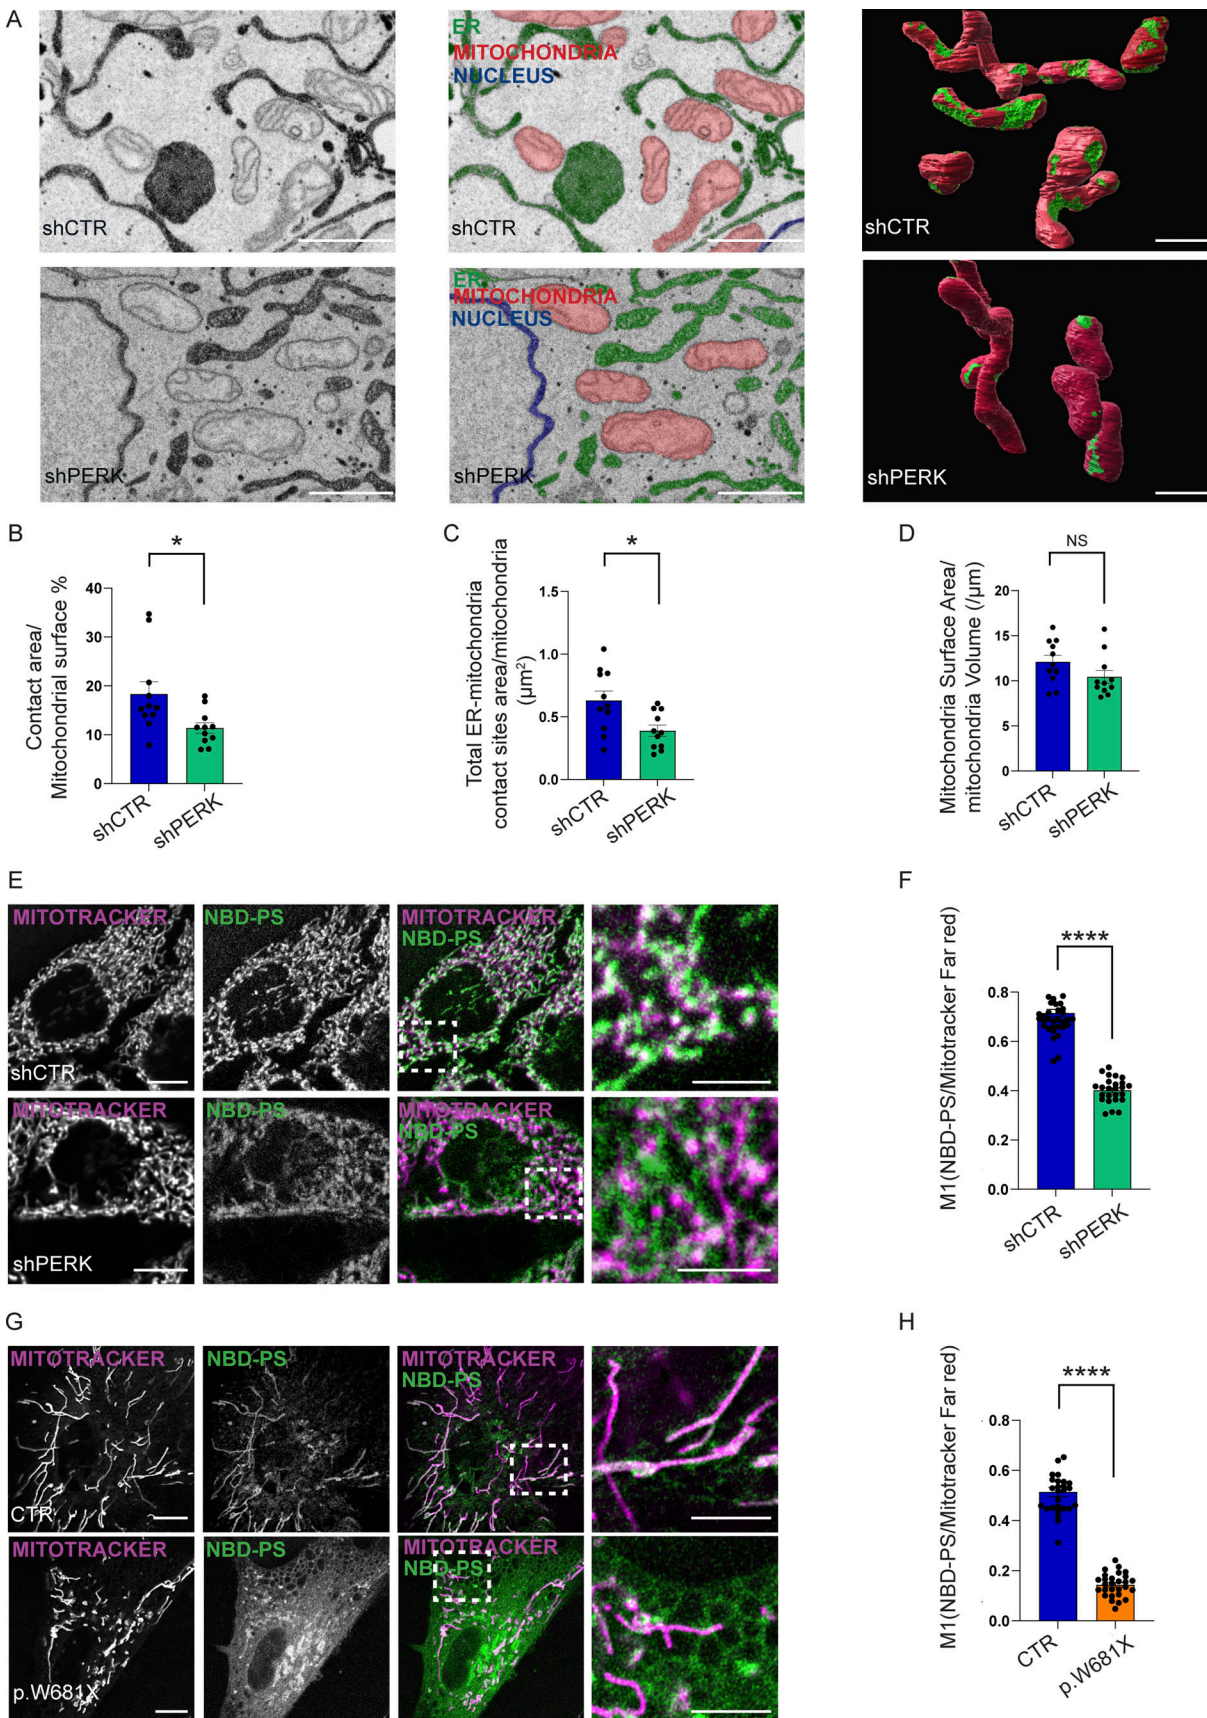 A
shCTR
ER
MITOCHONDRIA
NUCLEUS
shCTR
shCTR
shPERK
ER
MITOCHONDRIA
NUCLEUS
shPERK
shPERK
B
*
Contact area/
Mitochondrial surface %
40
30
20
10
0
shCTR
shPERK
C
*
Total ER-mitochondria
contact sites area/mitochondria
(µm²)
1.5
1.0
0.5
0.0
shCTR
shPERK
D
NS
Mitochondria Surface Area/
mitochondria Volume (/µm)
20
15
10
5
0
shCTR
shPERK
E
MITOTRACKER
shCTR
NBD-PS
MITOTRACKER
NBD-PS
MITOTRACKER
shPERK
NBD-PS
MITOTRACKER
NBD-PS
F
****
M1(NBD-PS/Mitotracker Far red)
0.8
0.6
0.4
0.2
0.0
shCTR
shPERK
G
MITOTRACKER
CTR
NBD-PS
MITOTRACKER
NBD-PS
MITOTRACKER
p.W681X
NBD-PS
MITOTRACKER
NBD-PS
H
****
M1(NBD-PS/Mitotracker Far red)
0.8
0.6
0.4
0.2
0.0
CTR
p.W681X